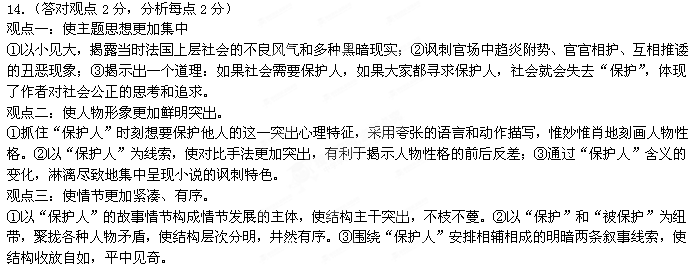 14.（答对观点 2 分，分析每点 2 分）
观点一：使主题思想更加集中
①以小见大，揭露当时法国上层社会的不良风气和多种黑暗现实；②讽刺官场中趋炎附势、官官相护、互相推诿
的丑恶现象；③揭示出一个道理：如果社会需要保护人，如果大家都寻求保护人，社会就会失去“保护”，体现
了作者对社会公正的思考和追求。
观点二：使人物形象更加鲜明突出。
①抓住“保护人”时刻想要保护他人的这一突出心理特征，采用夸张的语言和动作描写，惟妙惟肖地刻画人物性
格。②以“保护人”为线索，使对比手法更加突出，有利于揭示人物性格的前后反差；③通过“保护人”含义的
变化，淋漓尽致地集中呈现小说的讽刺特色。
观点三：使情节更加紧凑、有序。
①以“保护人”的故事情节构成情节发展的主体，使结构主干突出，不枝不蔓。②以“保护”和“被保护”为纽
带，聚拢各种人物矛盾，使结构层次分明，井然有序。③围绕“保护人”安排相辅相成的明暗两条叙事线索，使
结构收放自如，平中见奇。